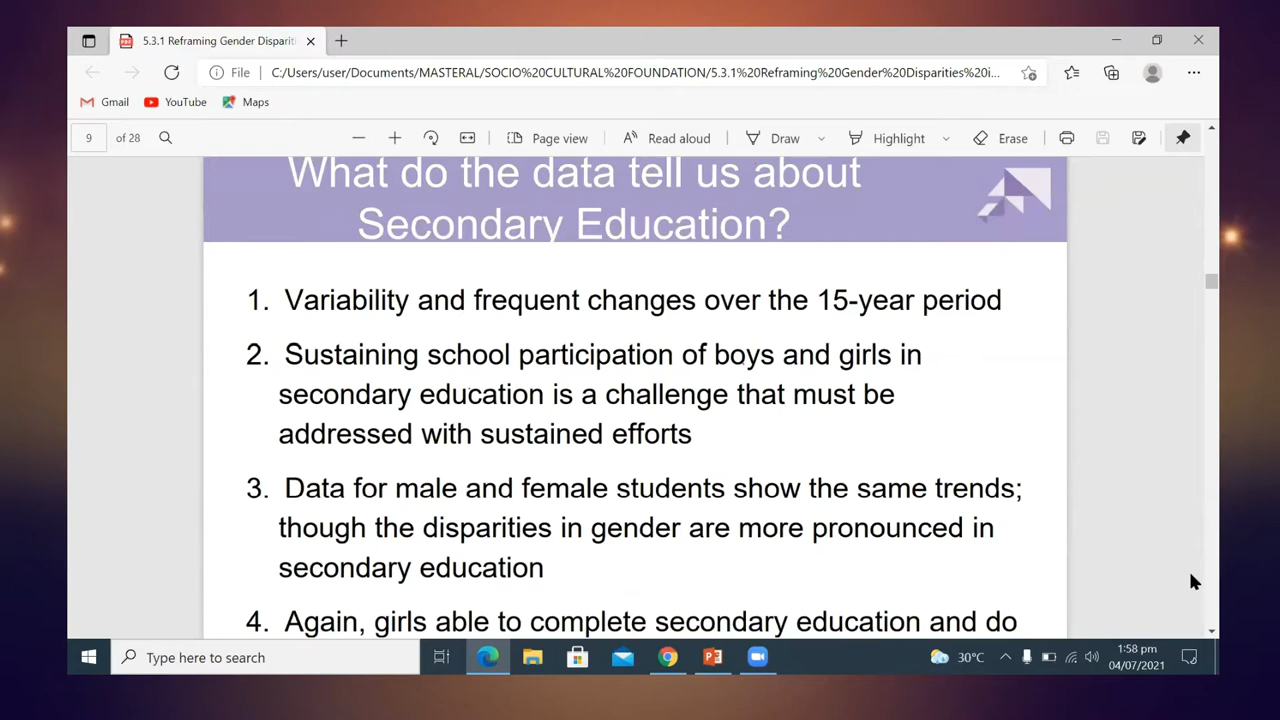 5.3.1 Reframing Gender Dispariti
File C:/Users/user/Documents/MASTERAL/SOCIO%20CULTURAL%20FOUNDATION/5.3.1%20Reframing%20Gender%20Disparities%20i...
Gmail YouTube Maps
9 of 28 Page view Read aloud Draw Highlight Erase
What do the data tell us about
Secondary Education?
1. Variability and frequent changes over the 15-year period
2. Sustaining school participation of boys and girls in
secondary education is a challenge that must be
addressed with sustained efforts
3. Data for male and female students show the same trends;
though the disparities in gender are more pronounced in
secondary education
4. Again, girls able to complete secondary education and do
Type here to search 30°C 1:58 pm
04/07/2021